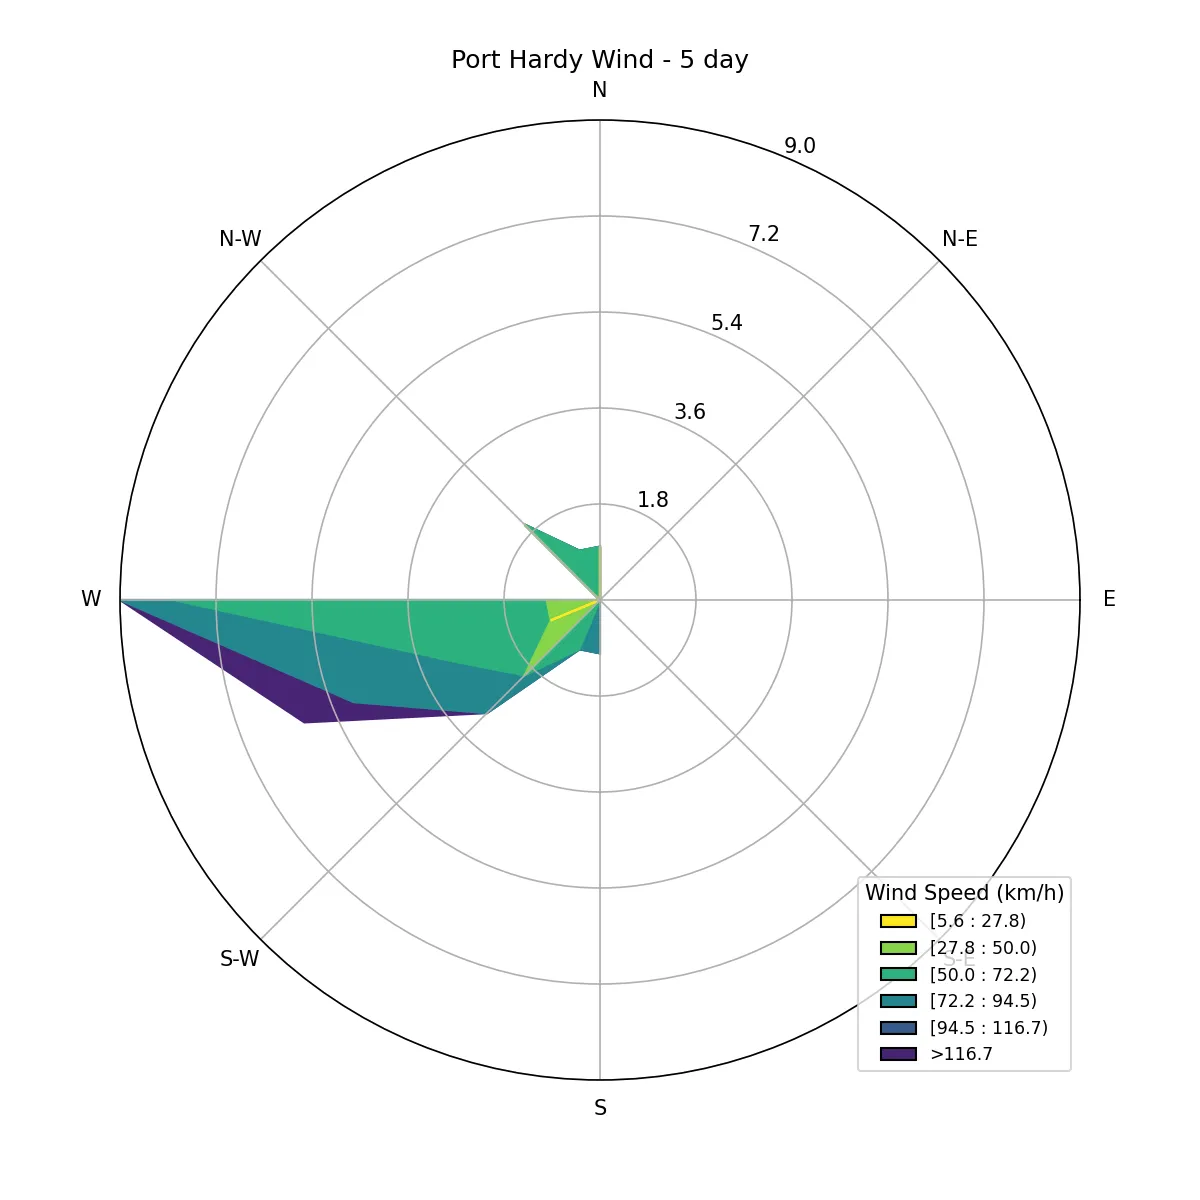 Port Hardy Wind - 5 day
N
9.0
N-W
N-E
7.2
5.4
3.6
1.8
W
E
S-W
S-E
S
Wind Speed (km/h)
[5.6 : 27.8)
[27.8 : 50.0)
[50.0 : 72.2)
[72.2 : 94.5)
[94.5 : 116.7)
>116.7